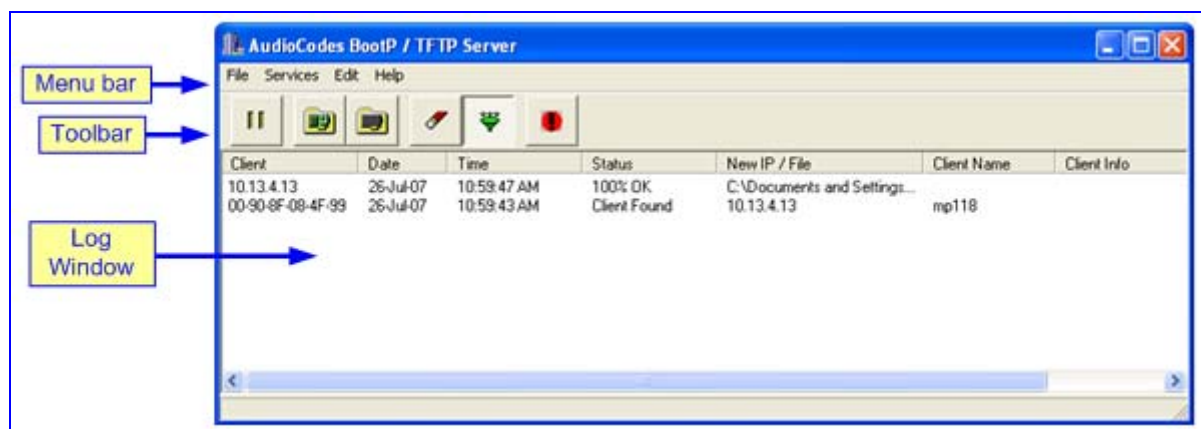 AudioCodes BootP / TFTP Server
Menu bar
File Services Edit Help
Toolbar
Client Date Time Status New IP / File Client Name Client Info
10.13.4.13 26-Jul-07 10:59:47 AM 100% OK C:\Documents and Settings...
00-90-8F-08-4F-99 26-Jul-07 10:59:43 AM Client Found 10.13.4.13 mp118
Log
Window